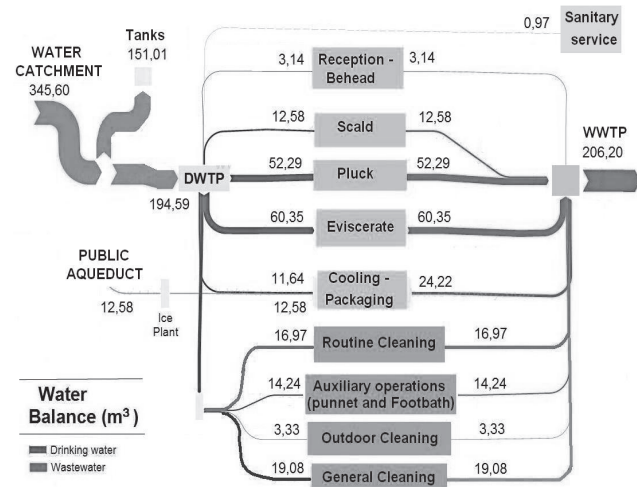 0,97
Sanitary
service
Tanks
151,01
WATER
CATCHMENT
345,60
3,14
Reception -
Behead
3,14
12,58
Scald
12,58
WWTP
206,20
DWTP
52,29
Pluck
52,29
194,59
60,35
Eviscerate
60,35
PUBLIC
AQUEDUCT
12,58
Ice
Plant
11,64
12,58
Cooling -
Packaging
24,22
16,97
Routine Cleaning
16,97
14,24
Auxiliary operations
(punnet and Footbath)
14,24
3,33
Outdoor Cleaning
3,33
19,08
General Cleaning
19,08
Water
Balance (m³ )
Drinking water
Wastewater